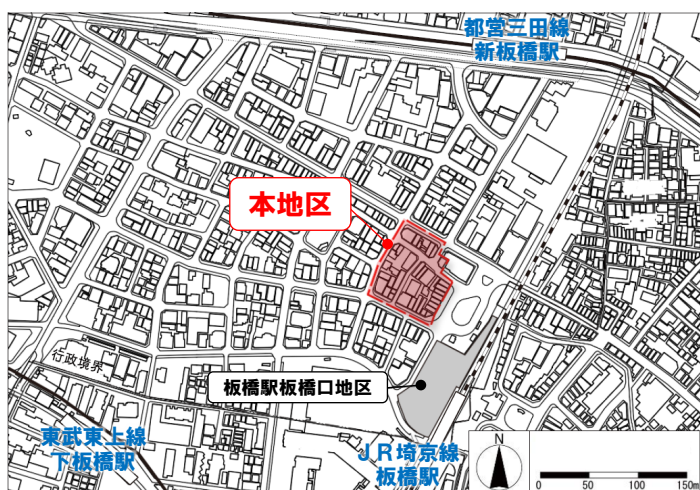 都営三田線
新板橋駅
本地区
行政境界
板橋駅板橋口地区
東武東上線
下板橋駅
JR埼京線
板橋駅
N
0 50 100 150m